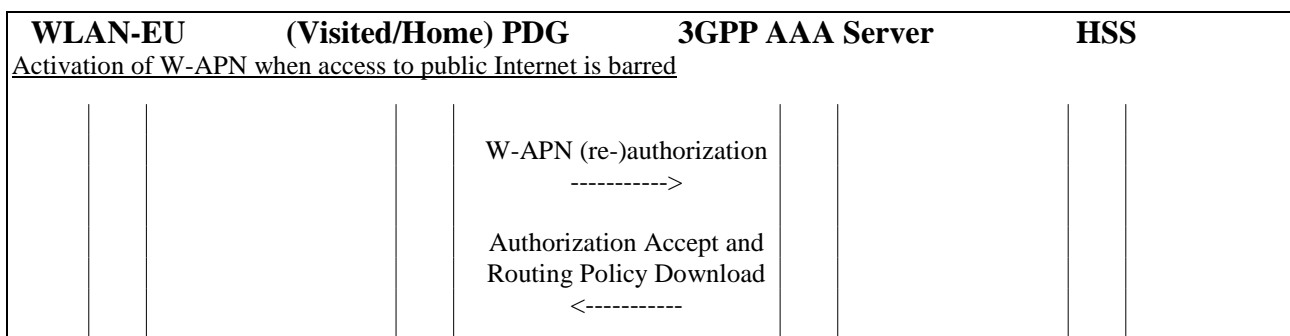 WLAN-EU (Visited/Home) PDG 3GPP AAA Server HSS
Activation of W-APN when access to public Internet is barred
W-APN (re-)authorization
----------->
Authorization Accept and
Routing Policy Download
<-----------